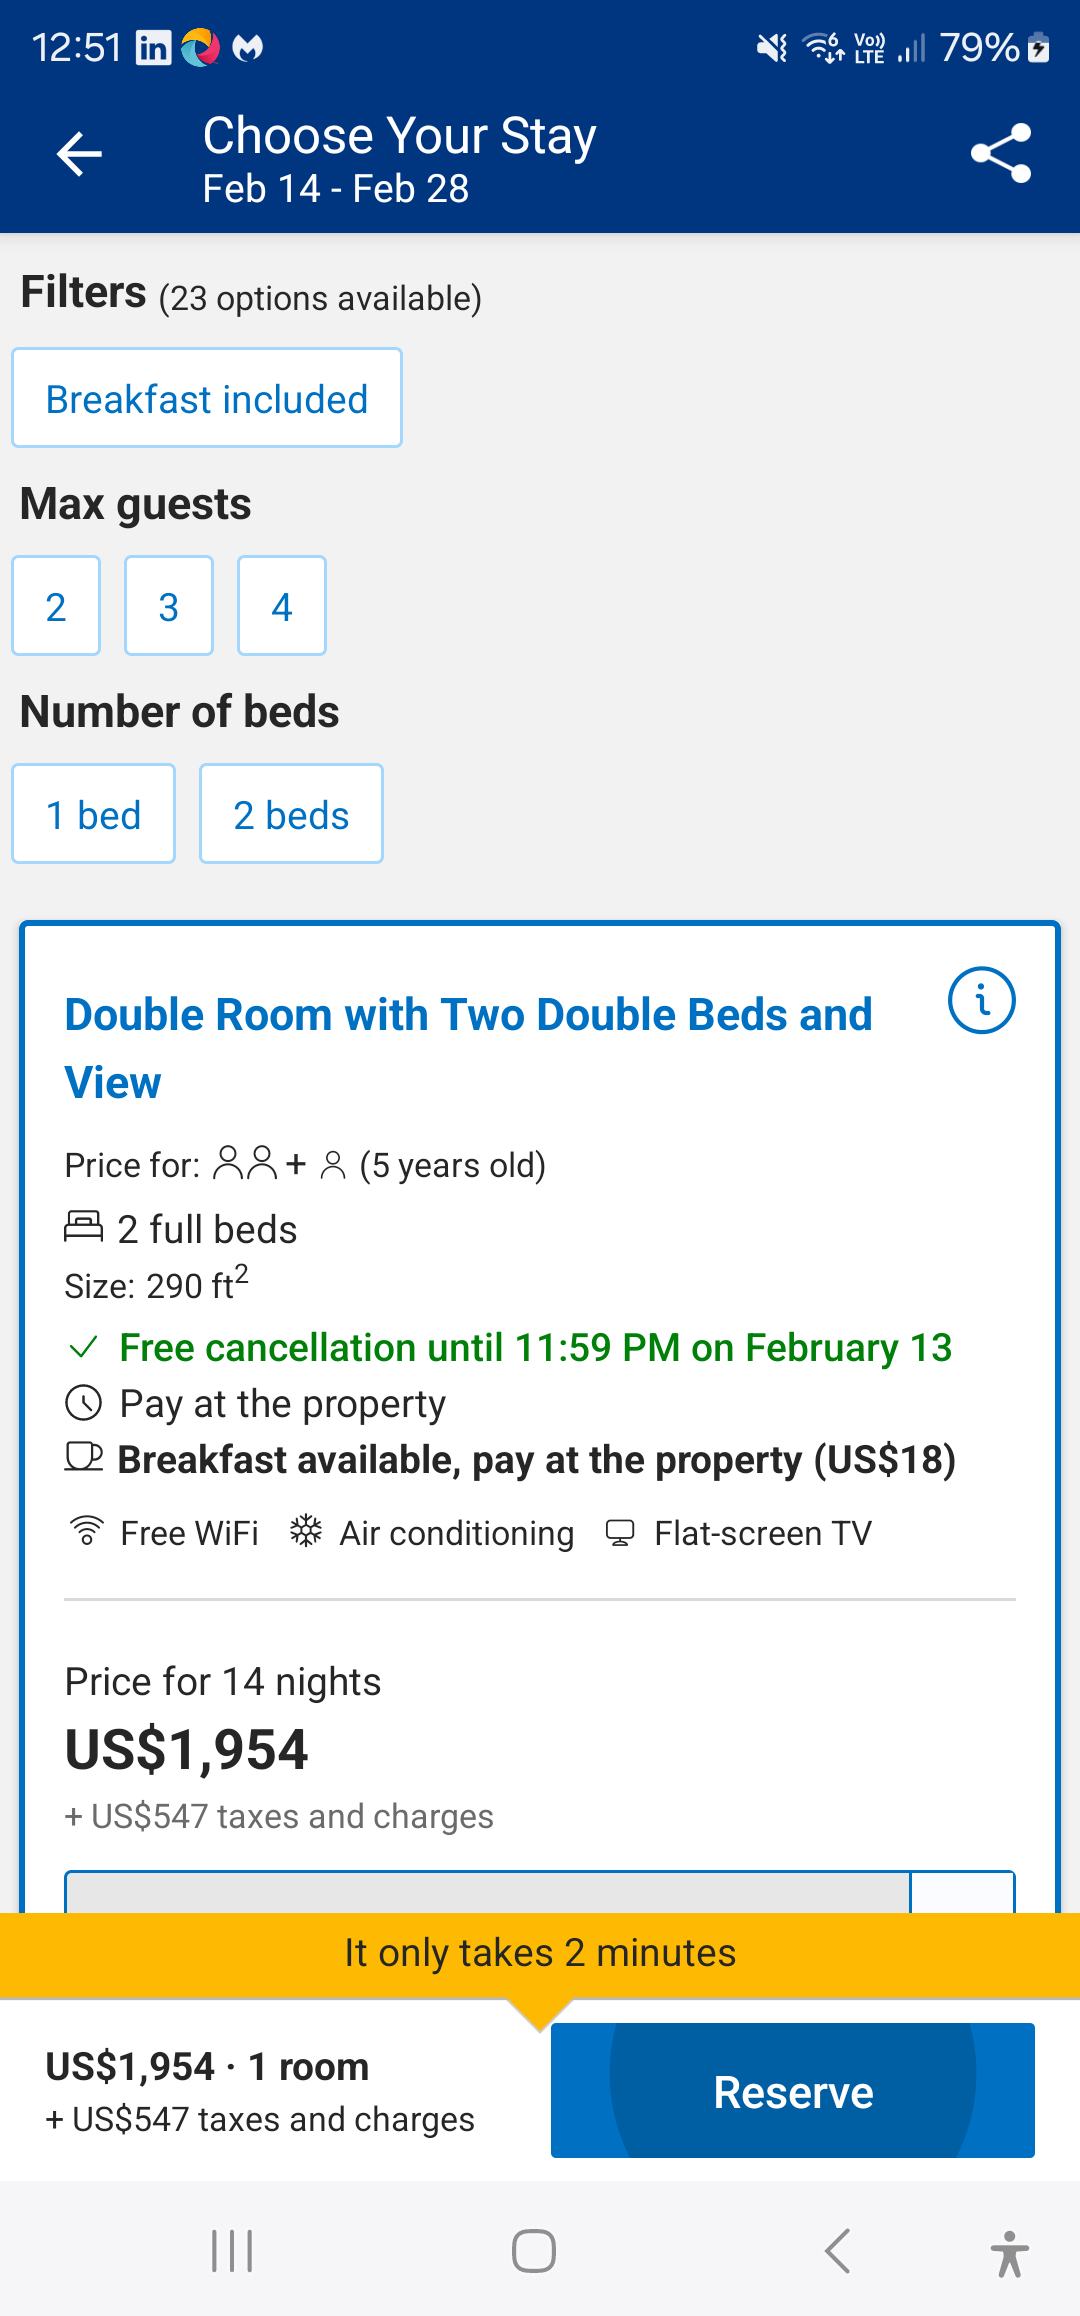 12:51 in 6 Vo)) LTE 79%
Choose Your Stay
Feb 14 - Feb 28
Filters (23 options available)
Breakfast included
Max guests
2 3 4
Number of beds
1 bed 2 beds
Double Room with Two Double Beds and
View
Price for: + (5 years old)
2 full beds
Size: 290 ft²
Free cancellation until 11:59 PM on February 13
Pay at the property
Breakfast available, pay at the property (US$18)
Free WiFi Air conditioning Flat-screen TV
Price for 14 nights
US$1,954
+ US$547 taxes and charges
It only takes 2 minutes
US$1,954 · 1 room
+ US$547 taxes and charges
Reserve